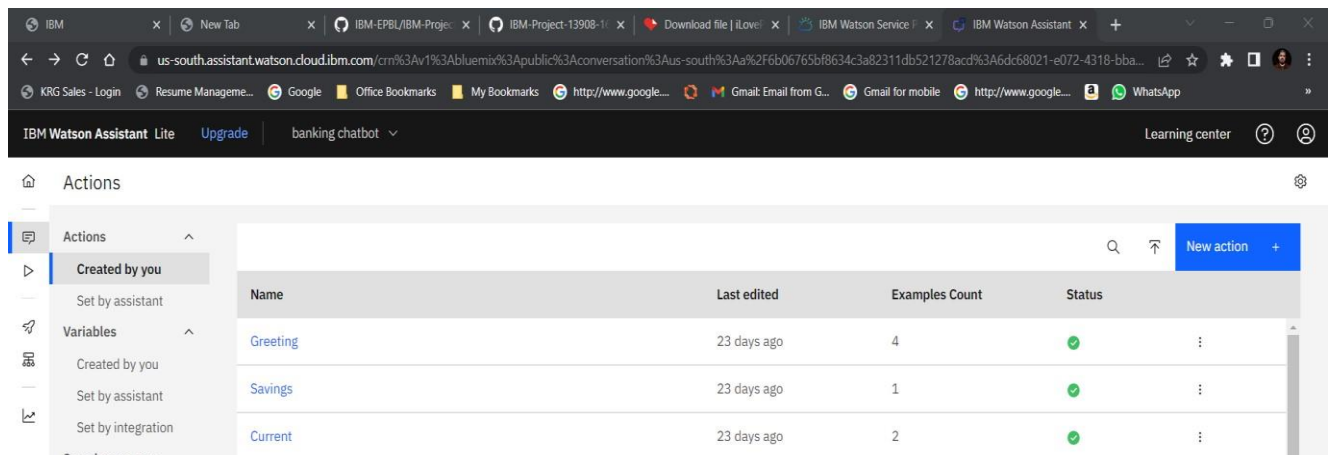 IBM
New Tab
IBM-EPBL/IBM-Projec
IBM-Project-13908-16
Download file | iLoveP
IBM Watson Service P
IBM Watson Assistant
us-south.assistant.watson.cloud.ibm.com/crn%3Av1%3Abluemix%3Apublic%3Aconversation%3Aus-south%3Aa%2F6b06765bf8634c3a82311db521278acd%3A6dc68021-e072-4318-bba...
KRG Sales - Login Resume Manageme... Google Office Bookmarks My Bookmarks http://www.google.... Gmail: Email from G... Gmail for mobile http://www.google.... WhatsApp »
IBM Watson Assistant Lite Upgrade banking chatbot Learning center
Actions
Actions
Created by you
Set by assistant
Variables
Created by you
Set by assistant
Set by integration
New action +
Name Last edited Examples Count Status
Greeting 23 days ago 4
Savings 23 days ago 1
Current 23 days ago 2